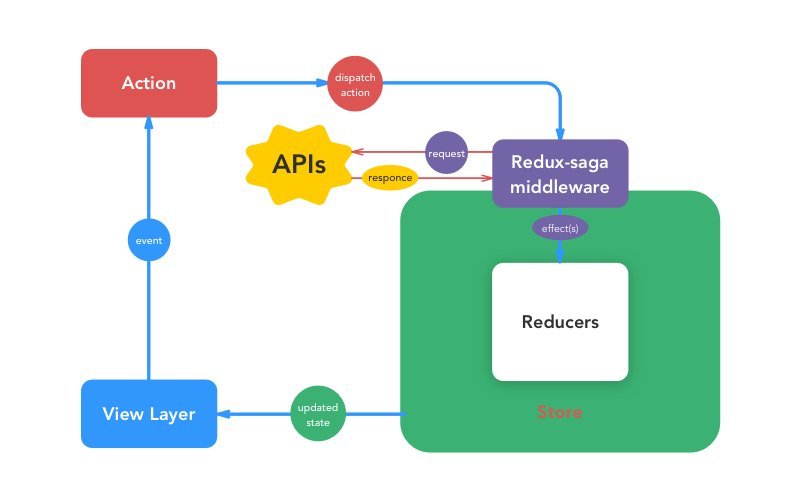 Action
dispatch
action
APIs
request
responce
Redux-saga
middleware
effect(s)
event
Reducers
View Layer
updated
state
Store